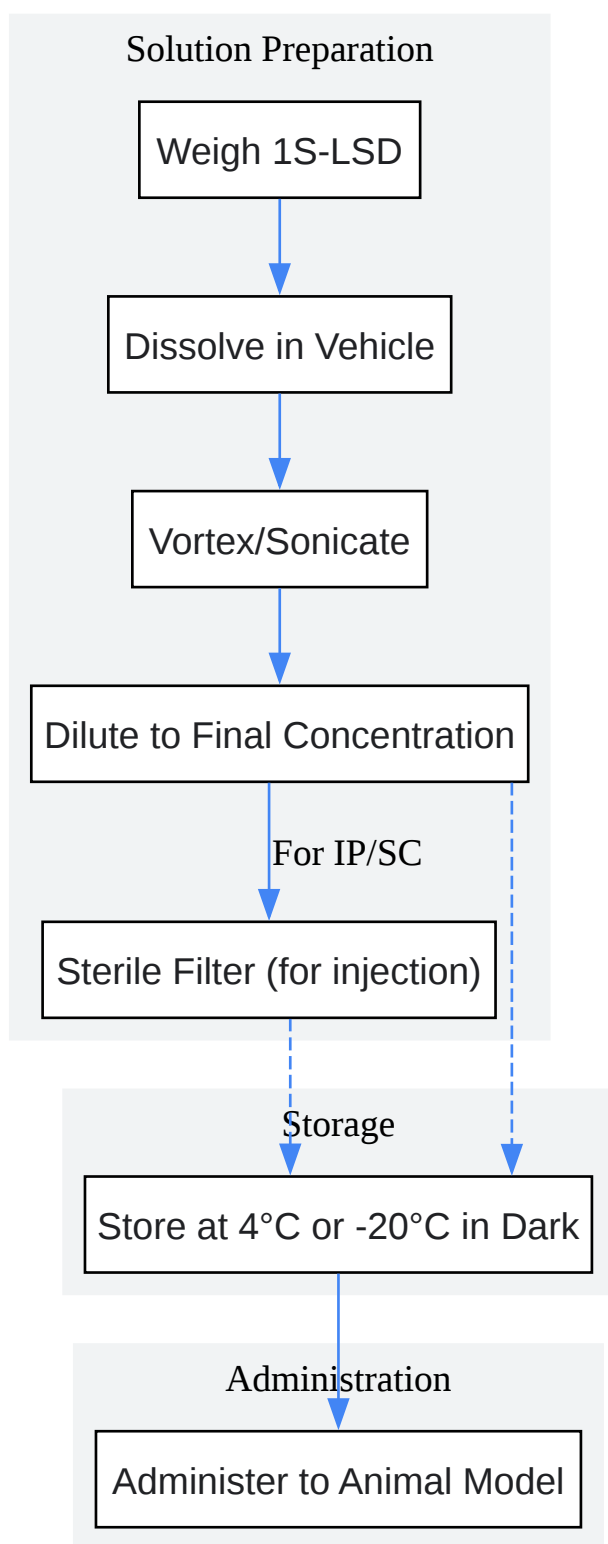 Solution Preparation
Weigh 1S-LSD
Dissolve in Vehicle
Vortex/Sonicate
Dilute to Final Concentration
For IP/SC
Sterile Filter (for injection)
Storage
Store at 4°C or -20°C in Dark
Administration
Administer to Animal Model